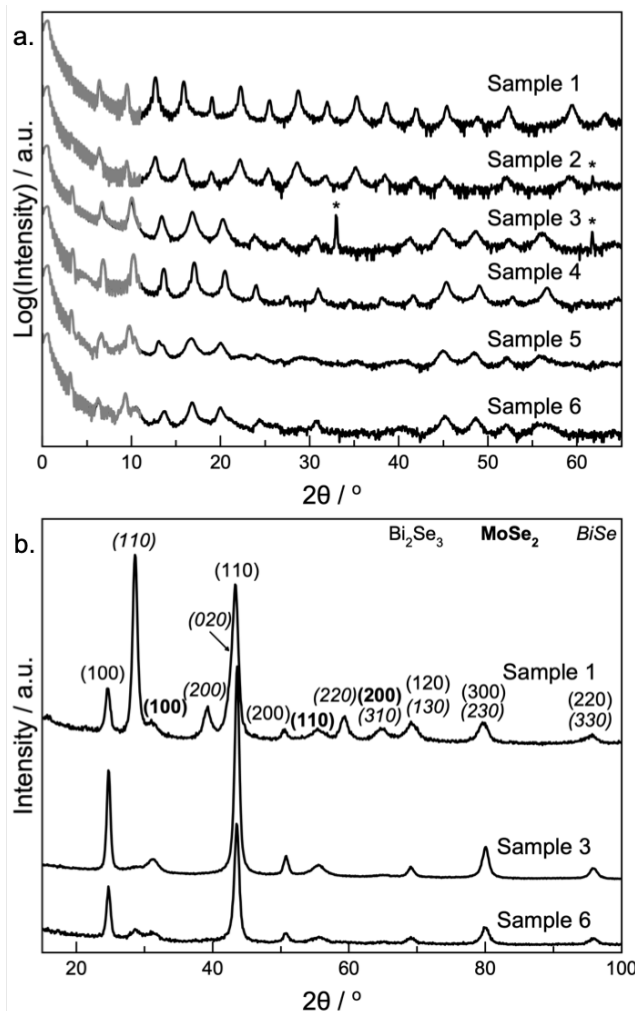 a.
Log(Intensity) / a.u.
Sample 1
Sample 2
*
Sample 3
*
*
Sample 4
Sample 5
Sample 6
0 10 20 30 40 50 60
2θ / °
b.
Intensity / a.u.
Bi₂Se₃ MoSe₂ BiSe
(110)
(110)
(020)
Sample 1
(100)
(100)
(200)
(200)
(110)
(220)
(200)
(310)
(120)
(130)
(300)
(230)
(220)
(330)
Sample 3
Sample 6
20 40 60 80 100
2θ / °